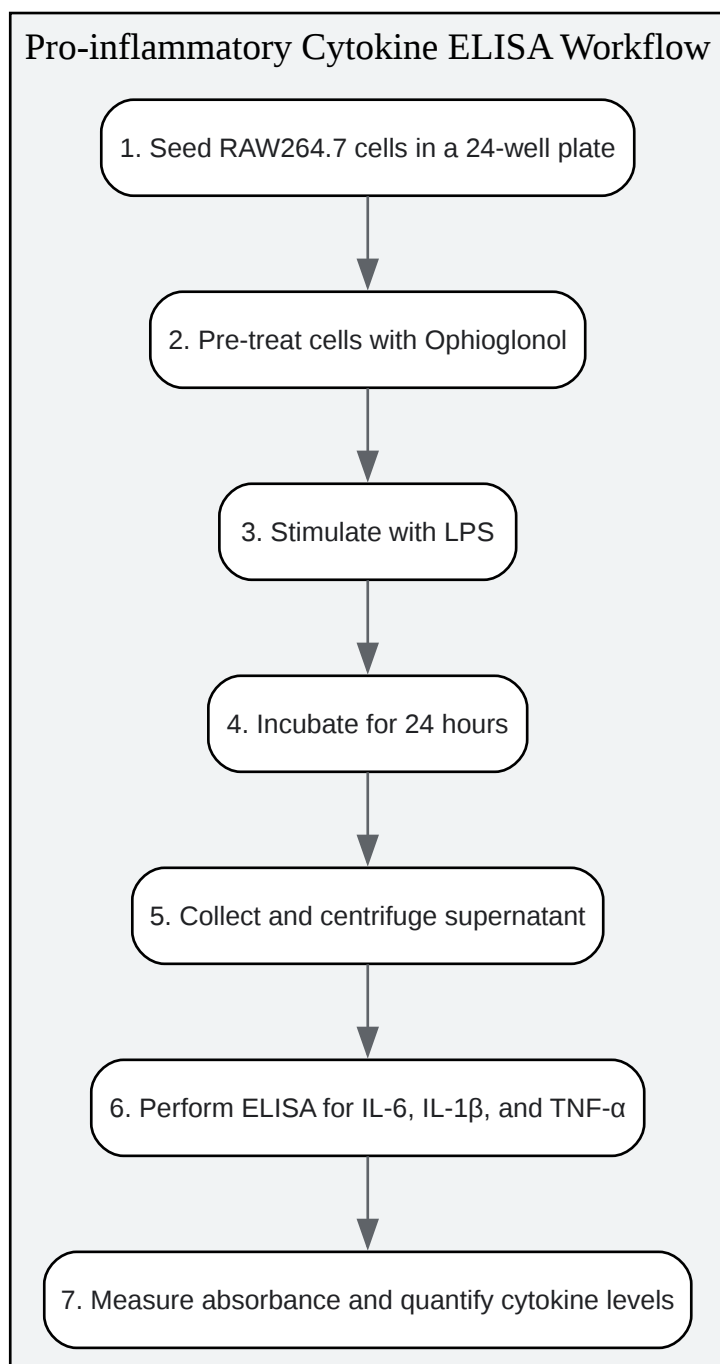 Pro-inflammatory Cytokine ELISA Workflow
1. Seed RAW264.7 cells in a 24-well plate
2. Pre-treat cells with Ophioglonol
3. Stimulate with LPS
4. Incubate for 24 hours
5. Collect and centrifuge supernatant
6. Perform ELISA for IL-6, IL-1β, and TNF-α
7. Measure absorbance and quantify cytokine levels